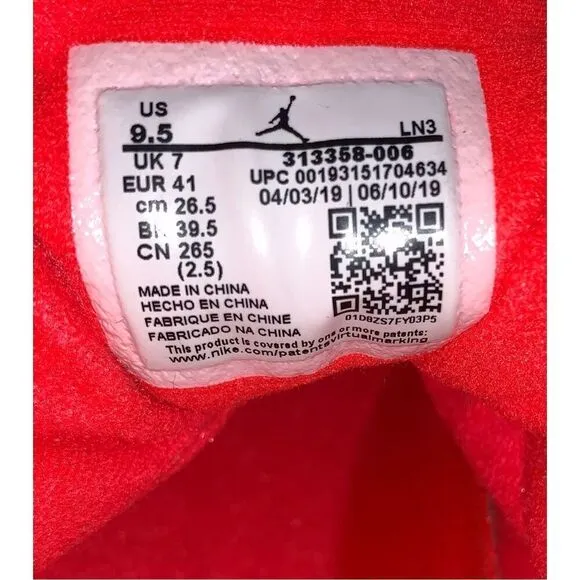 US
9.5
LN3
UK 7
313358-006
EUR 41
UPC 00193151704634
cm 26.5
04/03/19 | 06/10/19
BR 39.5
CN 265
(2.5)
MADE IN CHINA
HECHO EN CHINA
FABRIQUE EN CHINE
FABRICADO NA CHINA
01D8ZS7FY03P5
This product is covered by one or more patents:
www.nike.com/patentsvirtualmarking